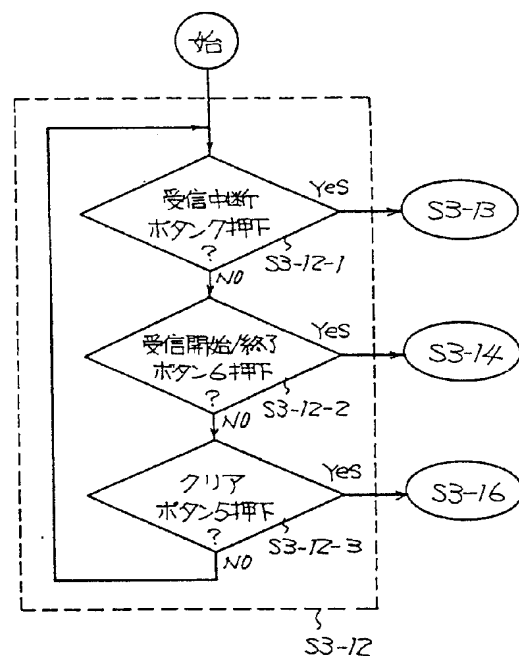 始
受信中断
ボタン7押下
?
Yes
S3-13
S3-12-1
NO
受信開始/終了
ボタン6押下
?
Yes
S3-14
S3-12-2
NO
クリア
ボタン5押下
?
Yes
S3-16
S3-12-3
NO
S3-12